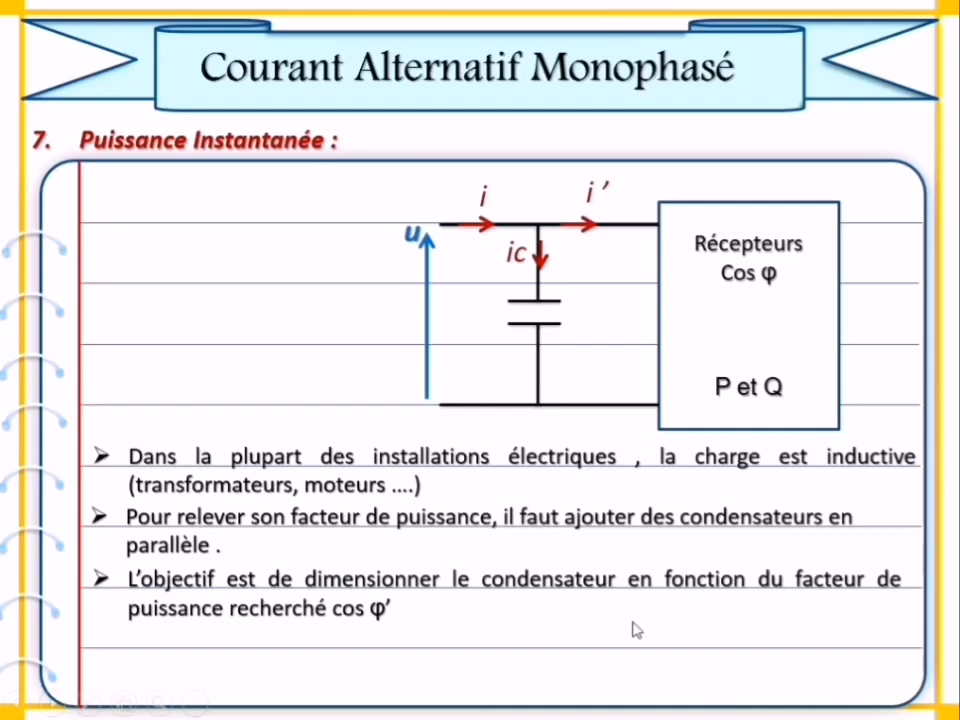 Courant Alternatif Monophasé
7. Puissance Instantanée :
i
i '
u
ic
Récepteurs
Cos φ
P et Q
➢ Dans la plupart des installations électriques , la charge est inductive
(transformateurs, moteurs ....)
➢ Pour relever son facteur de puissance, il faut ajouter des condensateurs en
parallèle .
➢ L'objectif est de dimensionner le condensateur en fonction du facteur de
puissance recherché cos φ'